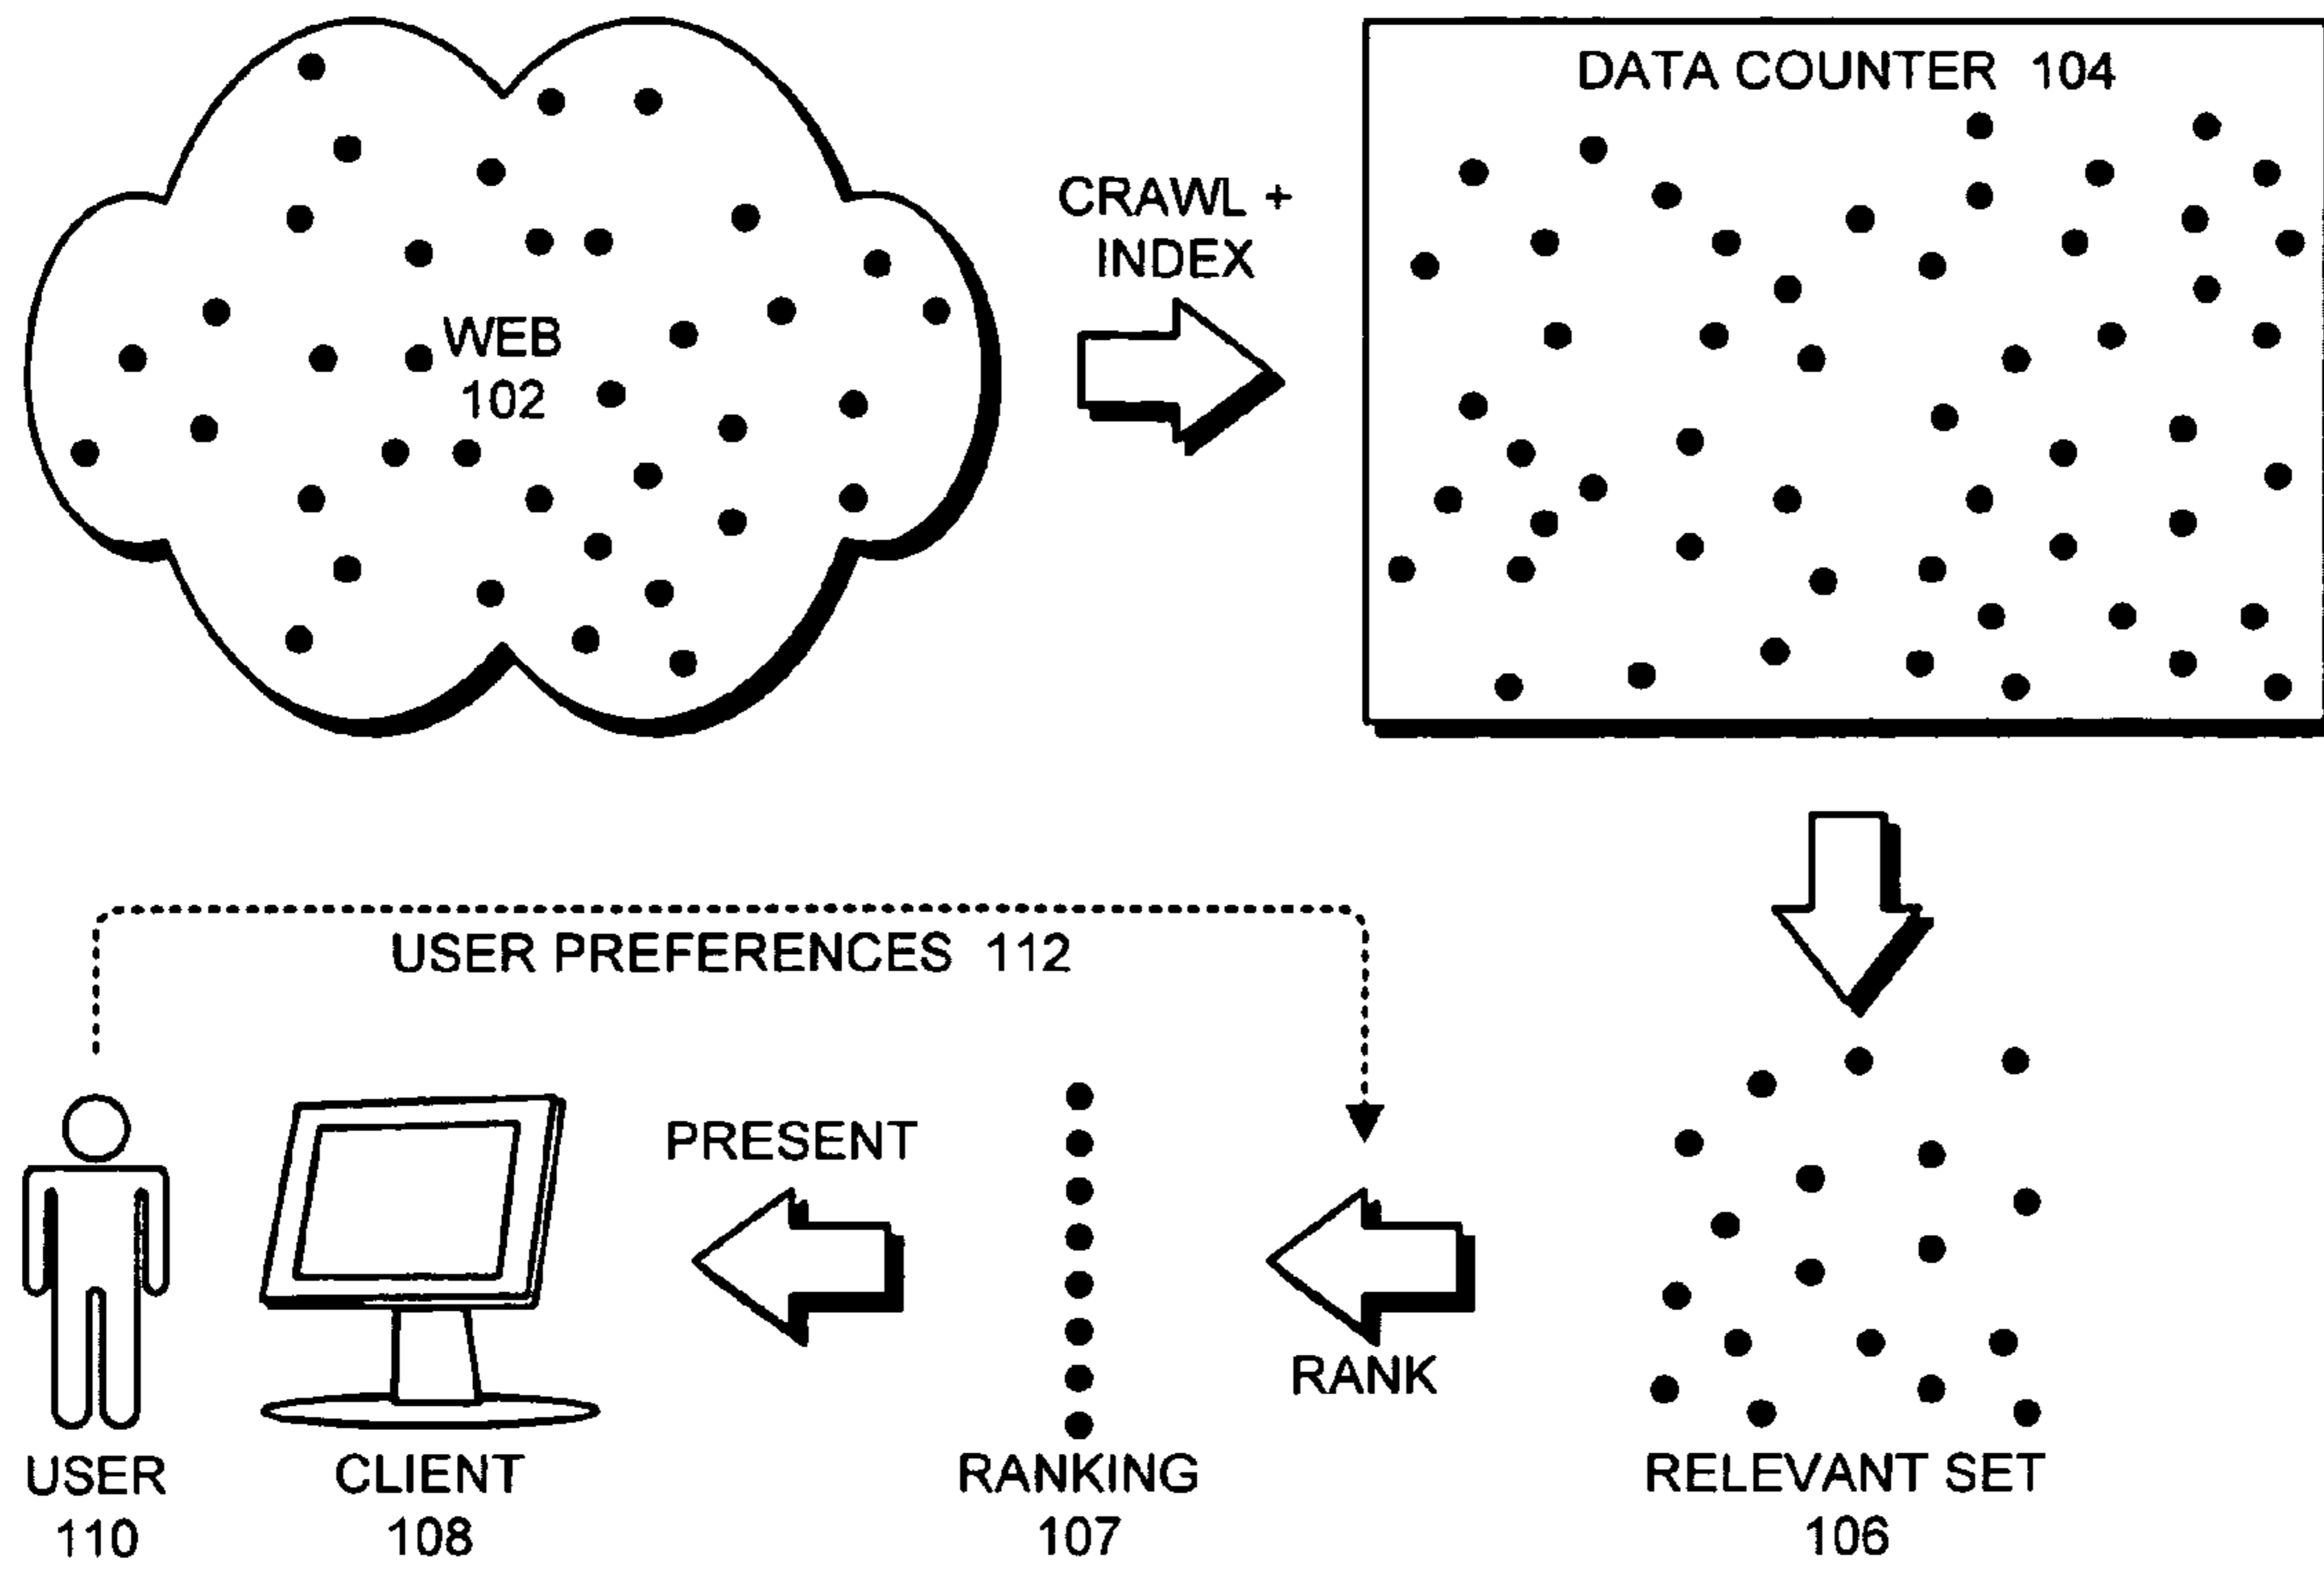 DATA COUNTER 104
CRAWL +
INDEX
WEB
102
USER PREFERENCES 112
PRESENT
RANK
USER
110
CLIENT
108
RANKING
107
RELEVANT SET
106